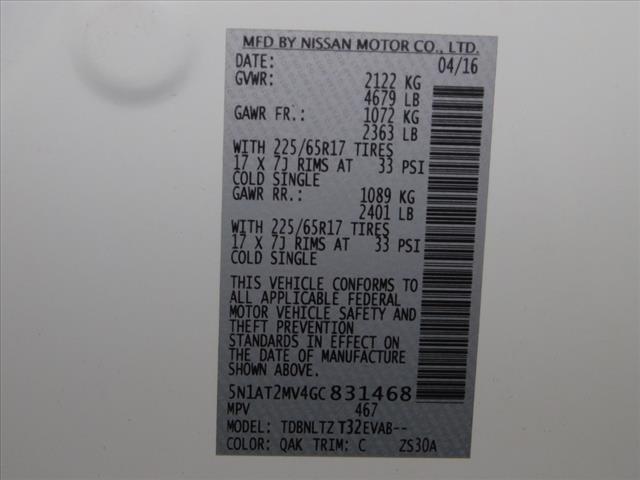 MFD BY NISSAN MOTOR CO., LTD.
DATE: 04/16
GVWR: 2122 KG
4679 LB
GAWR FR.: 1072 KG
2363 LB
WITH 225/65R17 TIRES
17 X 7J RIMS AT 33 PSI
COLD SINGLE
GAWR RR.: 1089 KG
2401 LB
WITH 225/65R17 TIRES
17 X 7J RIMS AT 33 PSI
COLD SINGLE
THIS VEHICLE CONFORMS TO
ALL APPLICABLE FEDERAL
MOTOR VEHICLE SAFETY AND
THEFT PREVENTION
STANDARDS IN EFFECT ON
THE DATE OF MANUFACTURE
SHOWN ABOVE.
5N1AT2MV4GC831468
MPV 467
MODEL: TDBNLTZ T32EVAB--
COLOR: QAK TRIM: C ZS30A